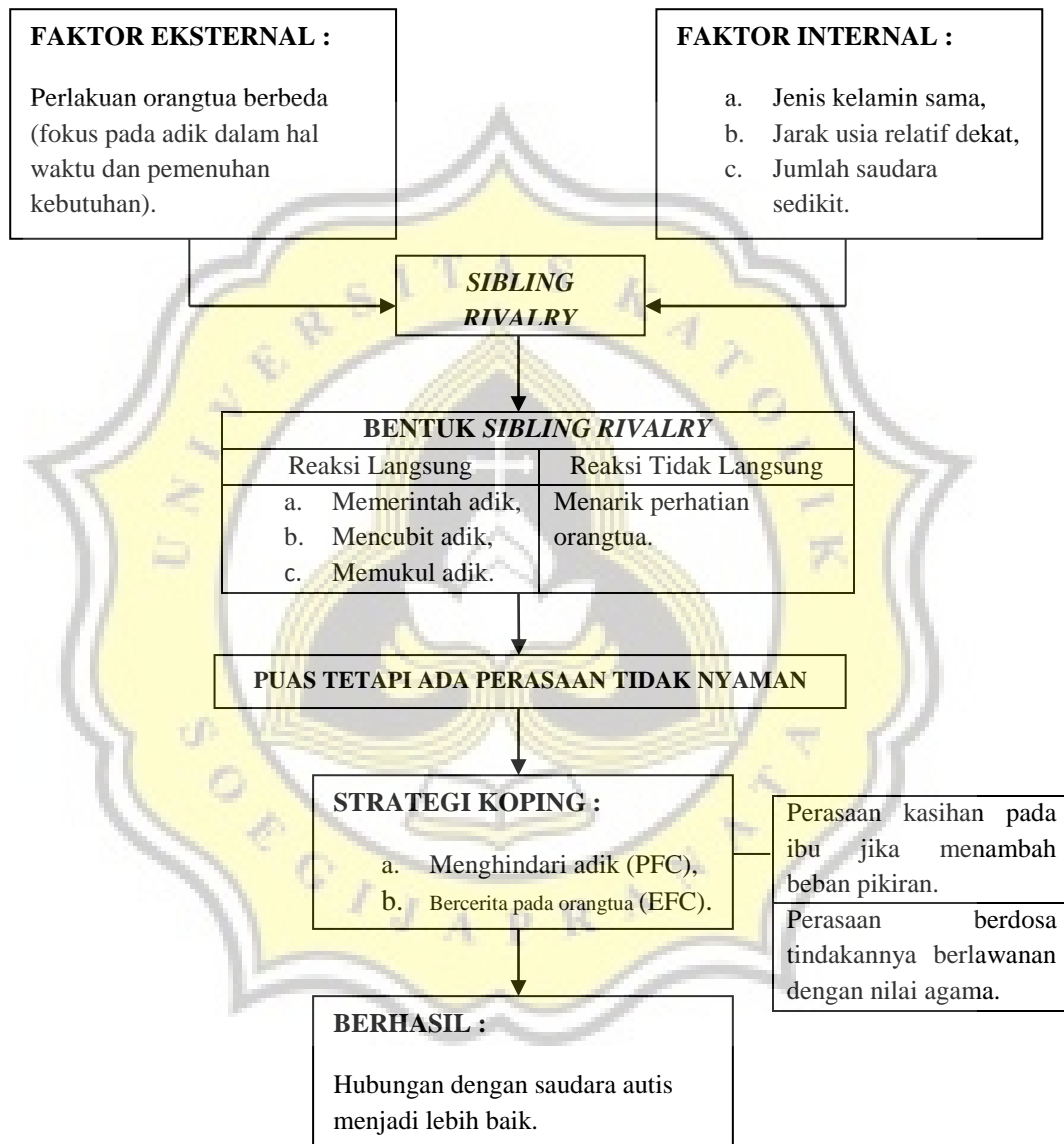 FAKTOR EKSTERNAL :
Perlakuan orangtua berbeda
(fokus pada adik dalam hal
waktu dan pemenuhan
kebutuhan).
FAKTOR INTERNAL :
a. Jenis kelamin sama,
b. Jarak usia relatif dekat,
c. Jumlah saudara
sedikit.
SIBLING
RIVALRY
BENTUK SIBLING RIVALRY
Reaksi Langsung
a. Memerintah adik,
b. Mencubit adik,
c. Memukul adik.
Reaksi Tidak Langsung
Menarik perhatian
orangtua.
PUAS TETAPI ADA PERASAAN TIDAK NYAMAN
STRATEGI KOPING :
a. Menghindari adik (PFC),
b. Bercerita pada orangtua (EFC).
Perasaan kasihan pada
ibu jika menambah
beban pikiran.
Perasaan berdosa
tindakannya berlawanan
dengan nilai agama.
BERHASIL :
Hubungan dengan saudara autis
menjadi lebih baik.
UNIVERSITAS KATOLIK
SOEGIJAPRANATA